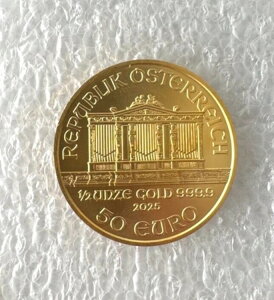 REPUBLIK ÖSTERREICH
1/2 UNZE GOLD 999.9
2025
50 EURO